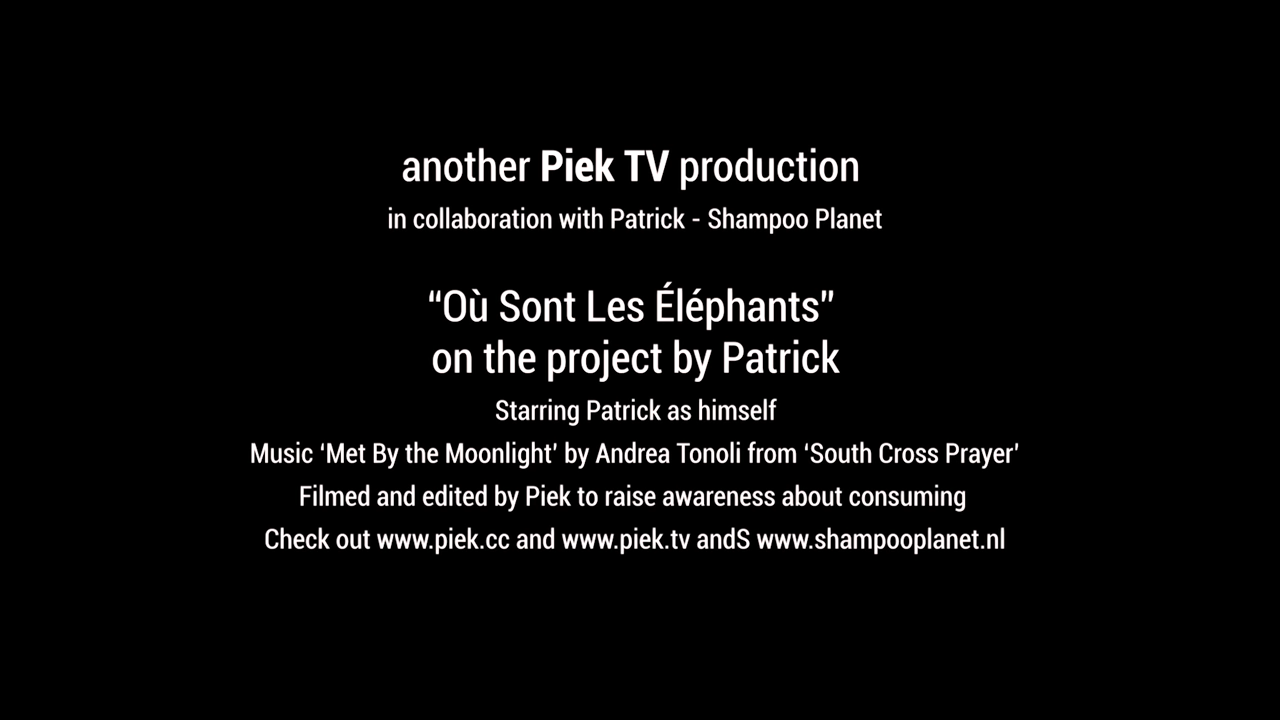 another Piek TV production
in collaboration with Patrick - Shampoo Planet
“Où Sont Les Éléphants”
on the project by Patrick
Starring Patrick as himself
Music ‘Met By the Moonlight’ by Andrea Tonoli from ‘South Cross Prayer’
Filmed and edited by Piek to raise awareness about consuming
Check out www.piek.cc and www.piek.tv andS www.shampooplanet.nl